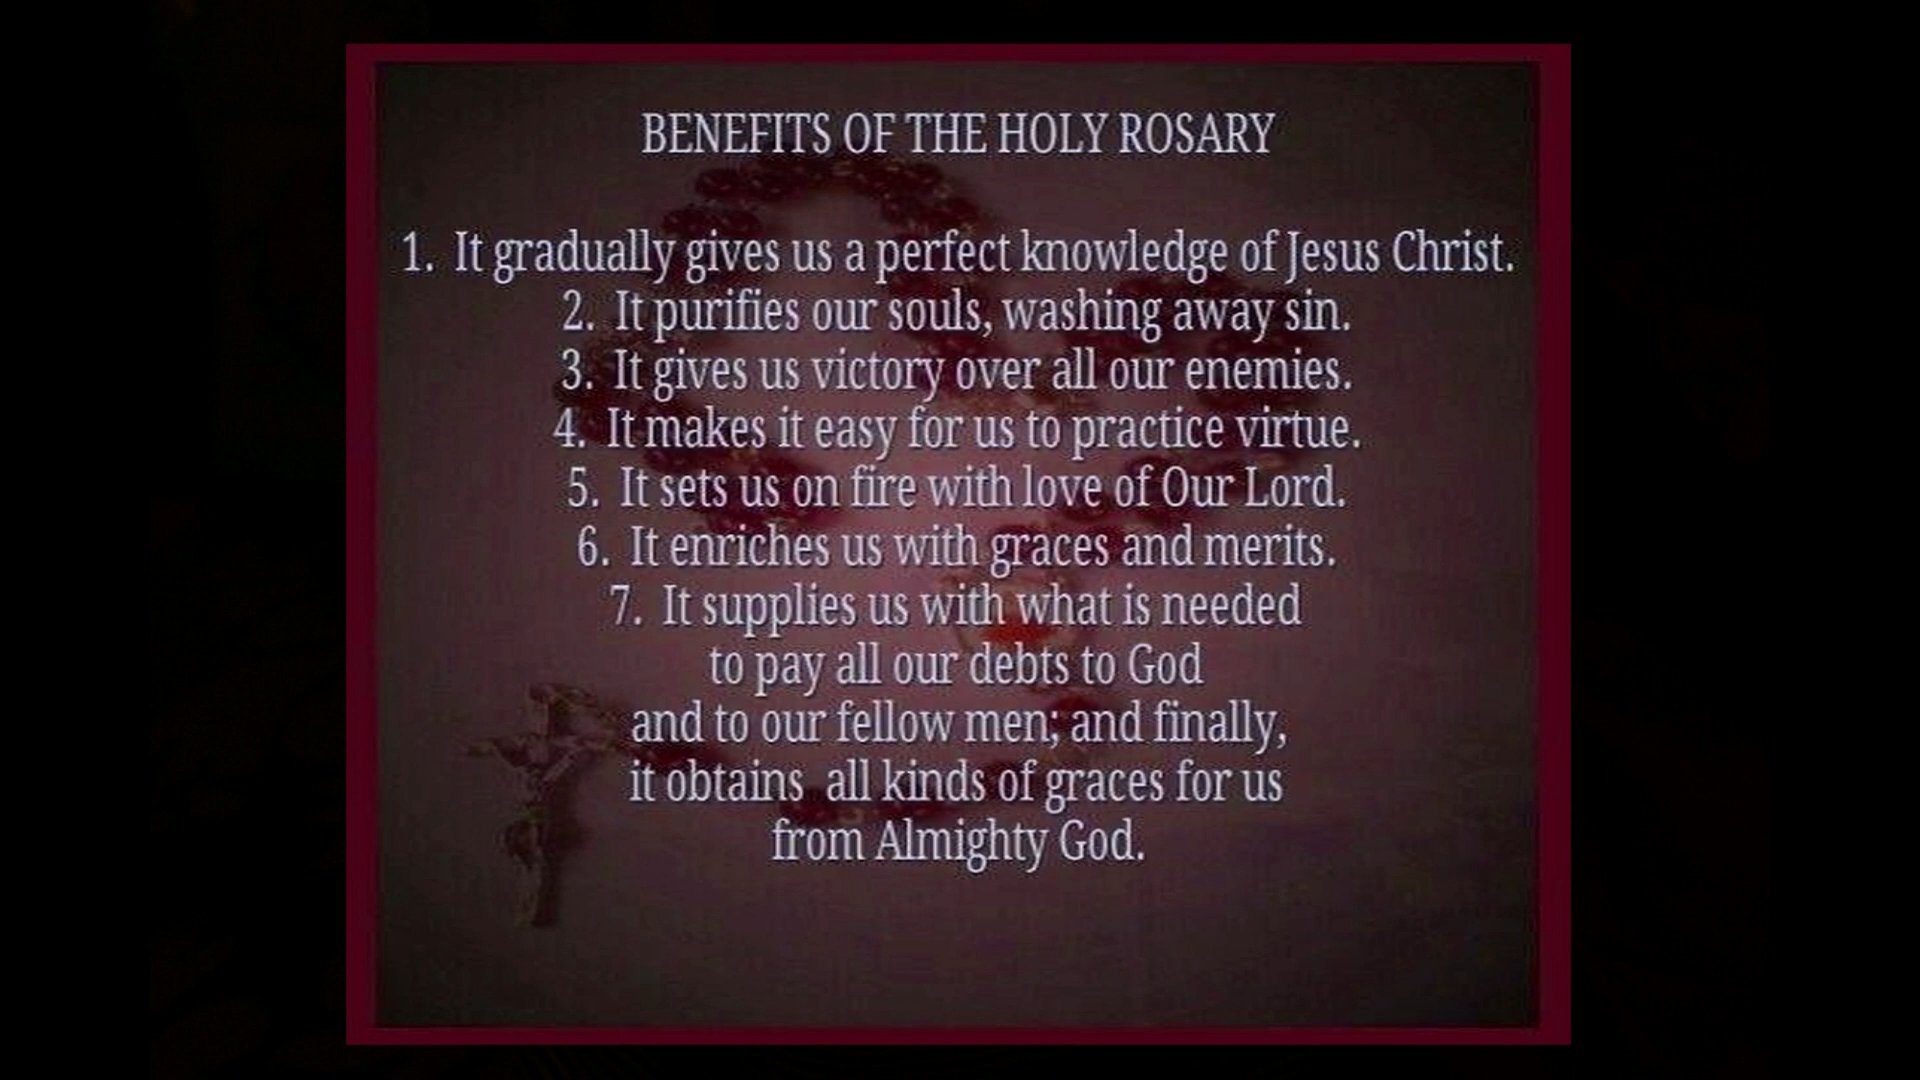 BENEFITS OF THE HOLY ROSARY
1. It gradually gives us a perfect knowledge of Jesus Christ.
2. It purifies our souls, washing away sin.
3. It gives us victory over all our enemies.
4. It makes it easy for us to practice virtue.
5. It sets us on fire with love of Our Lord.
6. It enriches us with graces and merits.
7. It supplies us with what is needed
to pay all our debts to God
and to our fellow men; and finally,
it obtains all kinds of graces for us
from Almighty God.